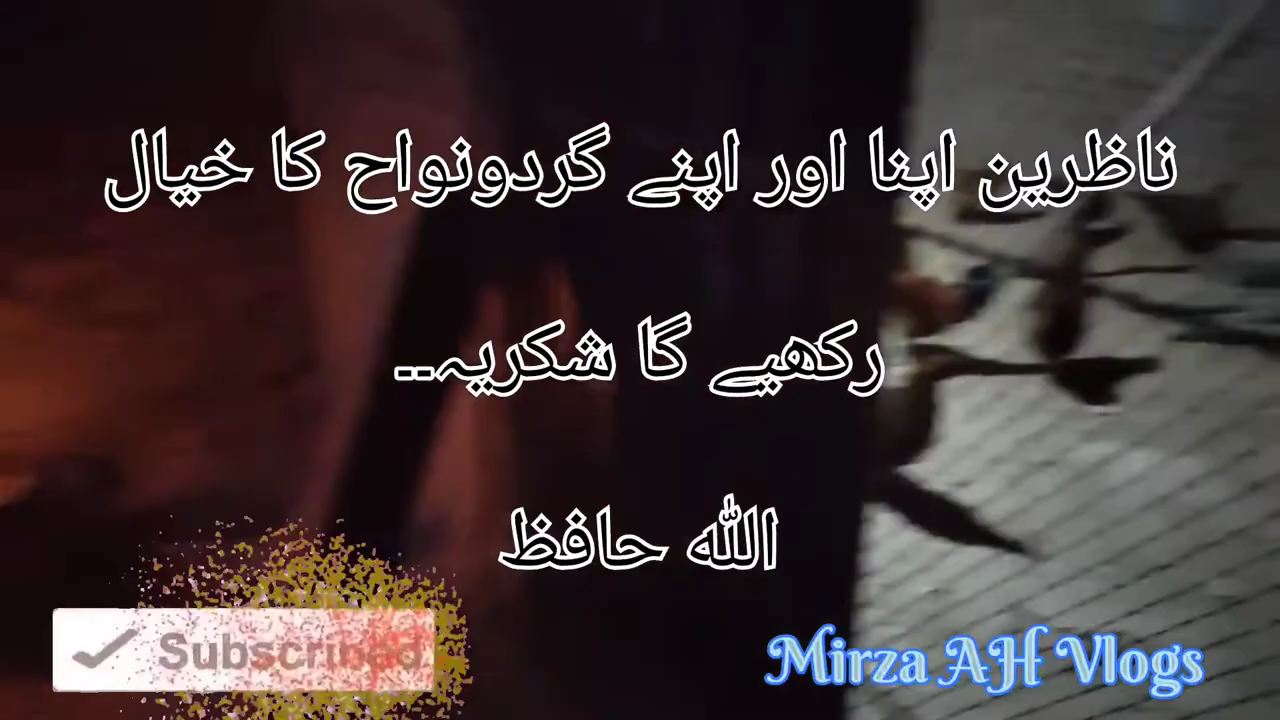 ناظرین اپنا اور اپنے گردونواح کا خیال
رکھیے گا شکریہ..
اللہ حافظ
Subscribed
Mirza AH Vlogs